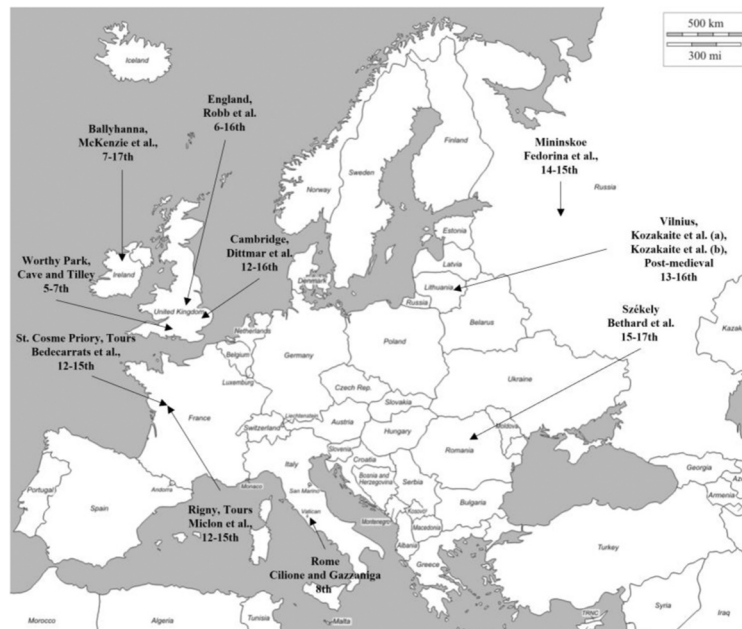 500 km
300 mi
Iceland
England,
Robb et al.
6-16th
Ballyhanna,
McKenzie et al.,
7-17th
Finland
Mininskoe
Fedorina et al.,
14-15th
Russia
Sweden
Norway
Vilnius,
Kozakaite et al. (a),
Kozakaite et al. (b),
Post-medieval
13-16th
Cambridge,
Dittmar et al.
12-16th
Estonia
Worthy Park,
Cave and Tilley
5-7th
Latvia
Ireland
Denmark
Lithuania
Russia
United Kingdom
Székely
Bethard et al.
15-17th
St. Cosme Priory, Tours
Bedecarrats et al.,
12-15th
Netherlands
Belarus
Poland
Germany
Belgium
Kazak
Luxemburg
Czech Rep.
Ukraine
Slovakia
France
Liechtenstein
Austria
Switzerland
Hungary
Moldova
Romania
Slovenia
Croatia
Italy
Bosnia and
Herzegovina
Serbia
Georgia
Monaco
San Marino
Andorra
Portugal
Spain
Bulgaria
Az
Armenia
Rigny, Tours
Miclon et al.,
12-15th
Vatican
Kosovo
Montenegro
Macedonia
Albania
Turkey
Greece
Rome
Cilione and Gazzaniga
8th
Syria
TRNC
Iraq
Morocco
Algeria
Tunisia
Malta